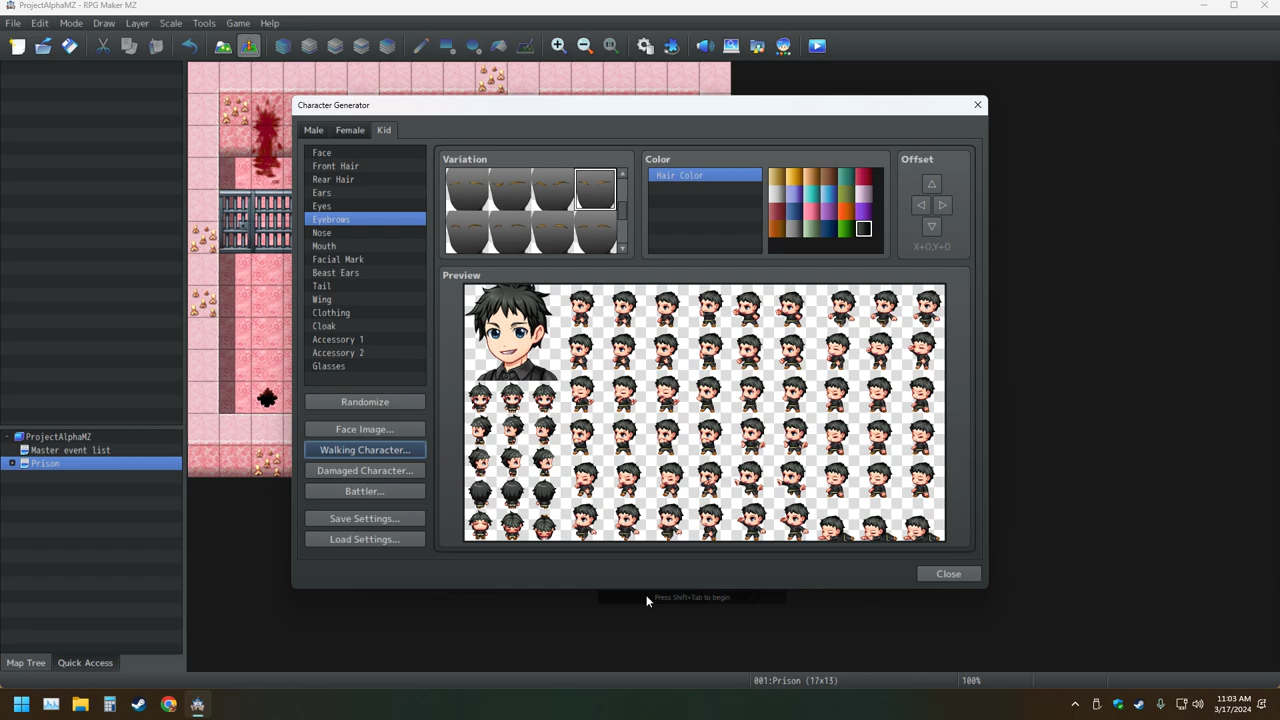 ProjectAlphaMZ - RPG Maker MZ
File Edit Mode Draw Layer Scale Tools Game Help
Character Generator
Male Female Kid
Face
Front Hair
Rear Hair
Ears
Eyes
Eyebrows
Nose
Mouth
Facial Mark
Beast Ears
Tail
Wing
Clothing
Cloak
Accessory 1
Accessory 2
Glasses
Randomize
Face Image...
Walking Character...
Damaged Character...
Battler...
Save Settings...
Load Settings...
Variation
Color
Hair Color
Offset
X+0,Y+0
Preview
Close
Press Shift+Tab to begin
ProjectAlphaMZ
Master event list
Prison
Map Tree Quick Access
001:Prison (17x13) 100%
11:03 AM
3/17/2024